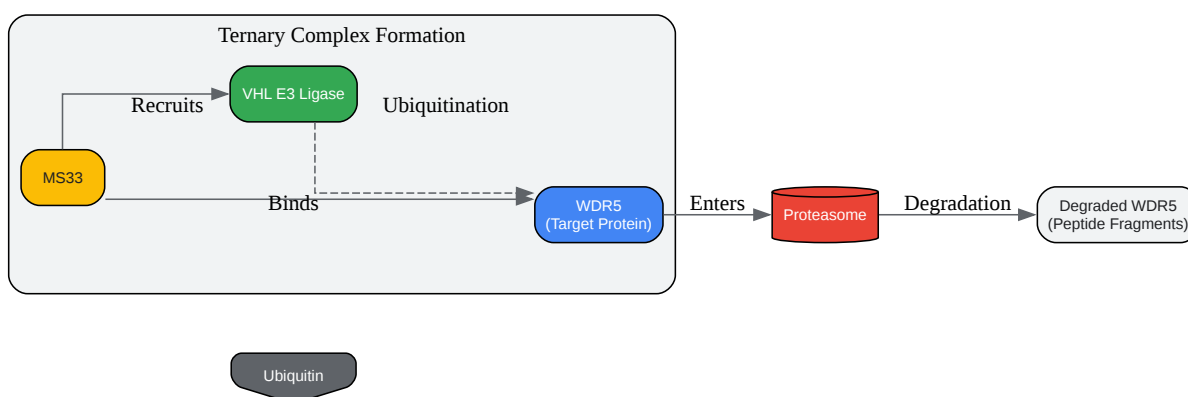 Ternary Complex Formation
VHL E3 Ligase
Recruits
Ubiquitination
MS33
Binds
WDR5
(Target Protein)
Enters
Proteasome
Degradation
Degraded WDR5
(Peptide Fragments)
Ubiquitin